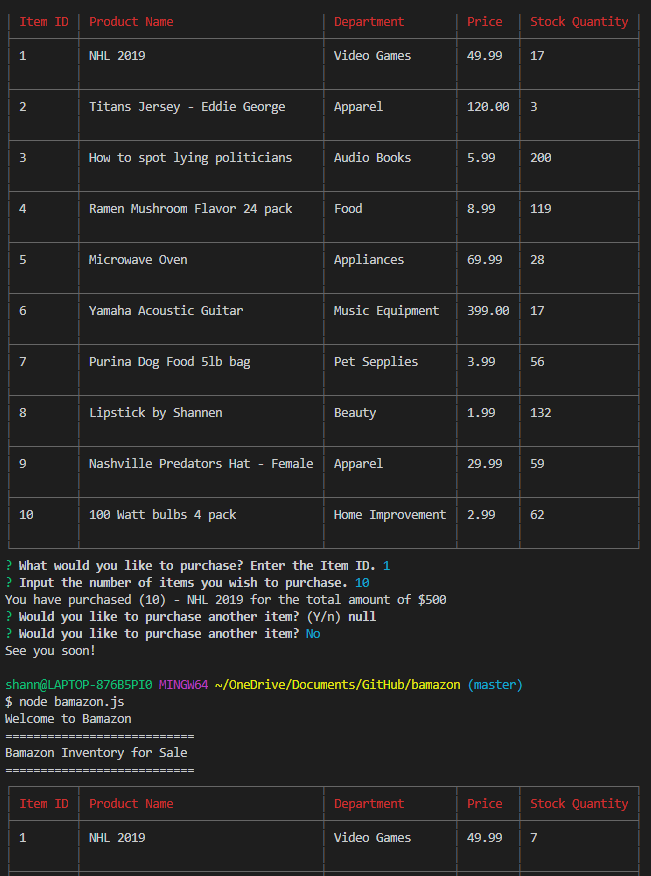 Item ID Product Name Department Price Stock Quantity
1 NHL 2019 Video Games 49.99 17
2 Titans Jersey - Eddie George Apparel 120.00 3
3 How to spot lying politicians Audio Books 5.99 200
4 Ramen Mushroom Flavor 24 pack Food 8.99 119
5 Microwave Oven Appliances 69.99 28
6 Yamaha Acoustic Guitar Music Equipment 399.00 17
7 Purina Dog Food 5lb bag Pet Sepplies 3.99 56
8 Lipstick by Shannen Beauty 1.99 132
9 Nashville Predators Hat - Female Apparel 29.99 59
10 100 Watt bulbs 4 pack Home Improvement 2.99 62
? What would you like to purchase? Enter the Item ID. 1
? Input the number of items you wish to purchase. 10
You have purchased (10) - NHL 2019 for the total amount of $500
? Would you like to purchase another item? (Y/n) null
? Would you like to purchase another item? No
See you soon!
shann@LAPTOP-876B5PI0 MINGW64 ~/OneDrive/Documents/GitHub/bamazon (master)
$ node bamazon.js
Welcome to Bamazon
===========================
Bamazon Inventory for Sale
===========================
Item ID Product Name Department Price Stock Quantity
1 NHL 2019 Video Games 49.99 7